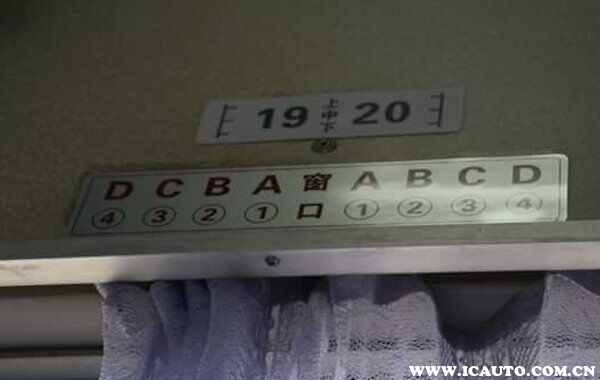 19 上中下 20
D C B A 窗 A B C D
④ ③ ② ① 口 ① ② ③ ④
WWW.ICAUTO.COM.CN